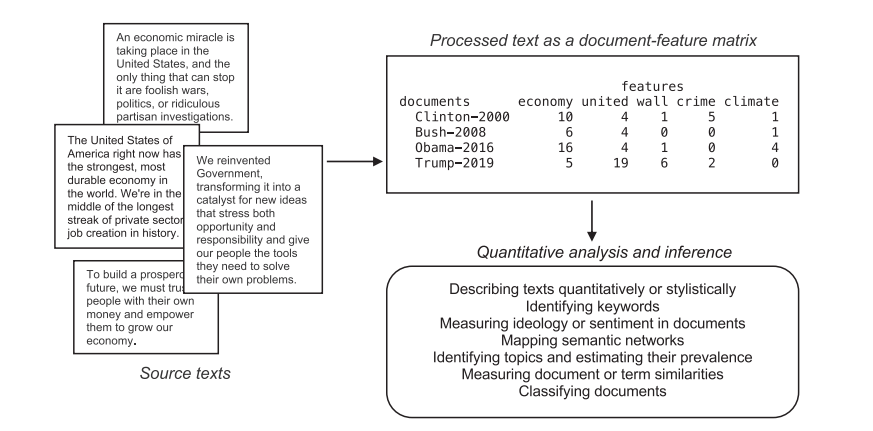 An economic miracle is
taking place in the
United States, and the
only thing that can stop
it are foolish wars,
politics, or ridiculous
partisan investigations.
The United States of
America right now has
the strongest, most
durable economy in
the world. We're in the
middle of the longest
streak of private sector
job creation in history.
We reinvented
Government,
transforming it into a
catalyst for new ideas
that stress both
opportunity and
responsibility and give
our people the tools
they need to solve
their own problems.
To build a
future, we must
people with their own
money and empower
them to grow our
economy.
Source texts
Processed text as a document-feature matrix
features
documents economy united wall crime climate
Clinton-2000 10 4 1 5 1
Bush-2008 6 4 0 0 1
Obama-2016 16 4 1 0 4
Trump-2019 5 19 6 2 0
Quantitative analysis and inference
Describing texts quantitatively or stylistically
Identifying keywords
Measuring ideology or sentiment in documents
Mapping semantic networks
Identifying topics and estimating their prevalence
Measuring document or term similarities
Classifying documents